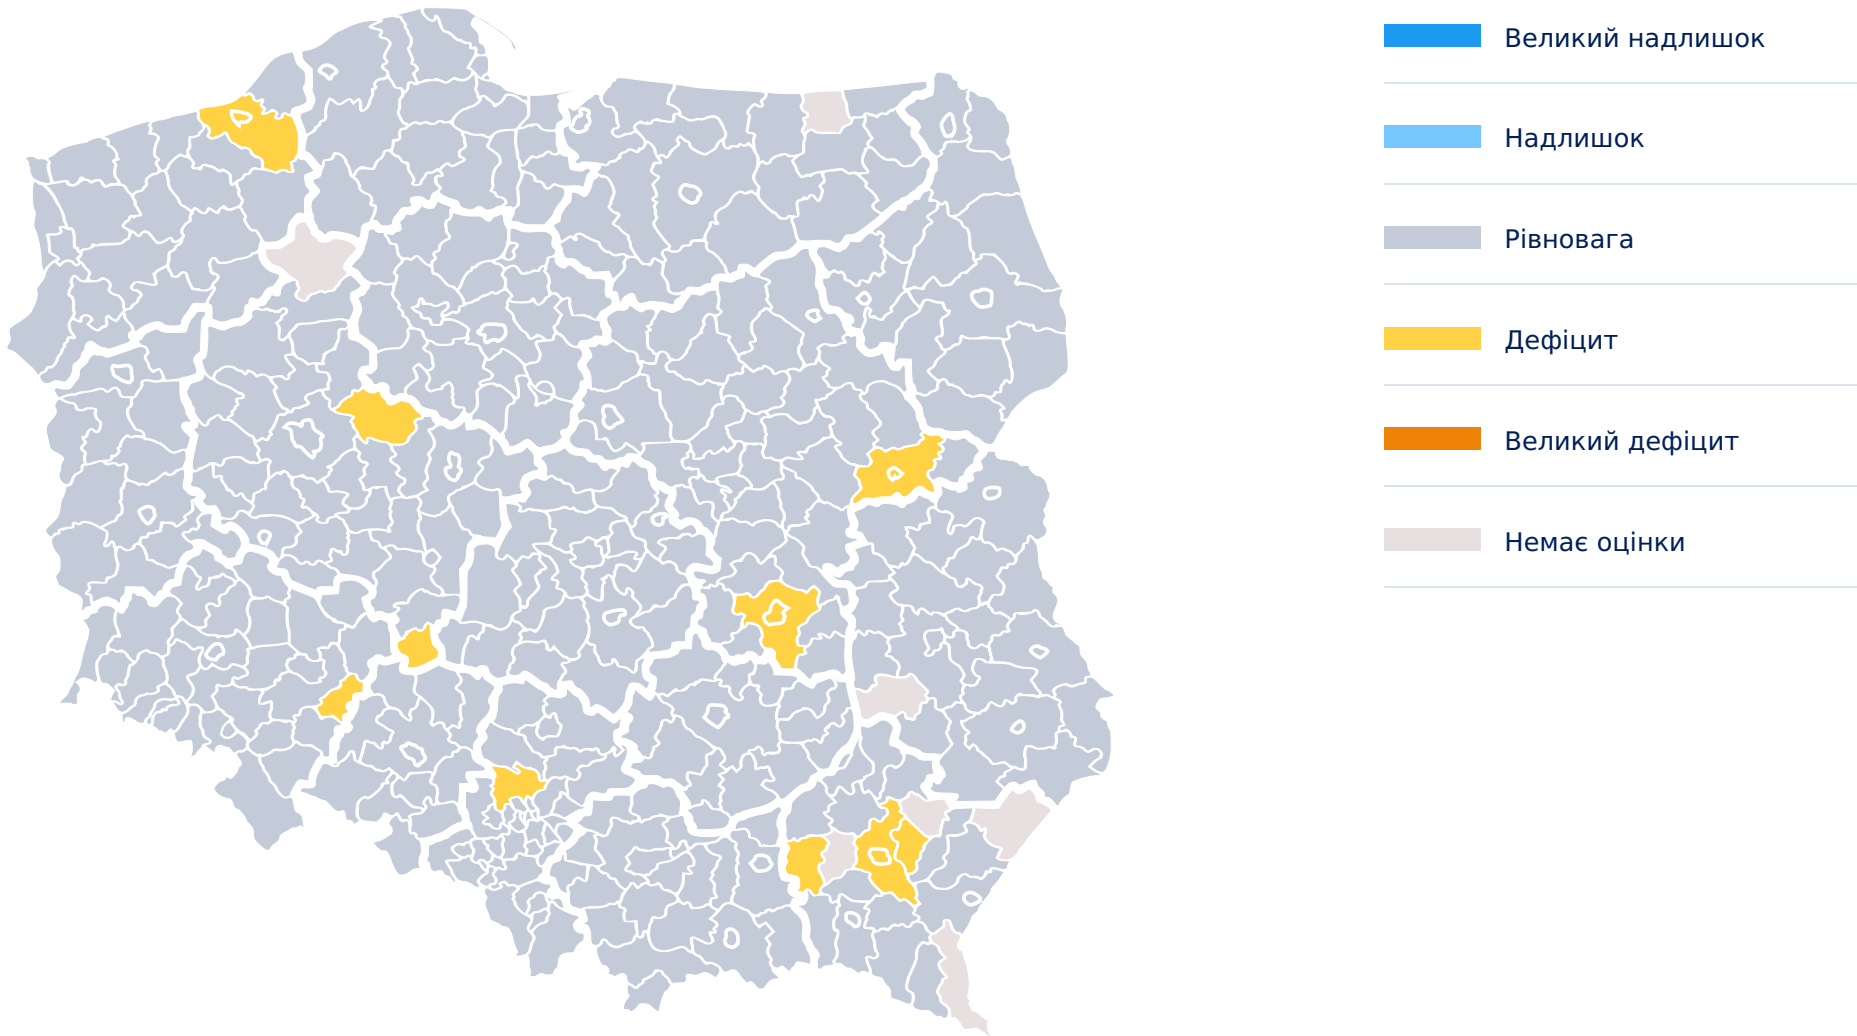 Великий надлишок
Надлишок
Рівновага
Дефіцит
Великий дефіцит
Немає оцінки